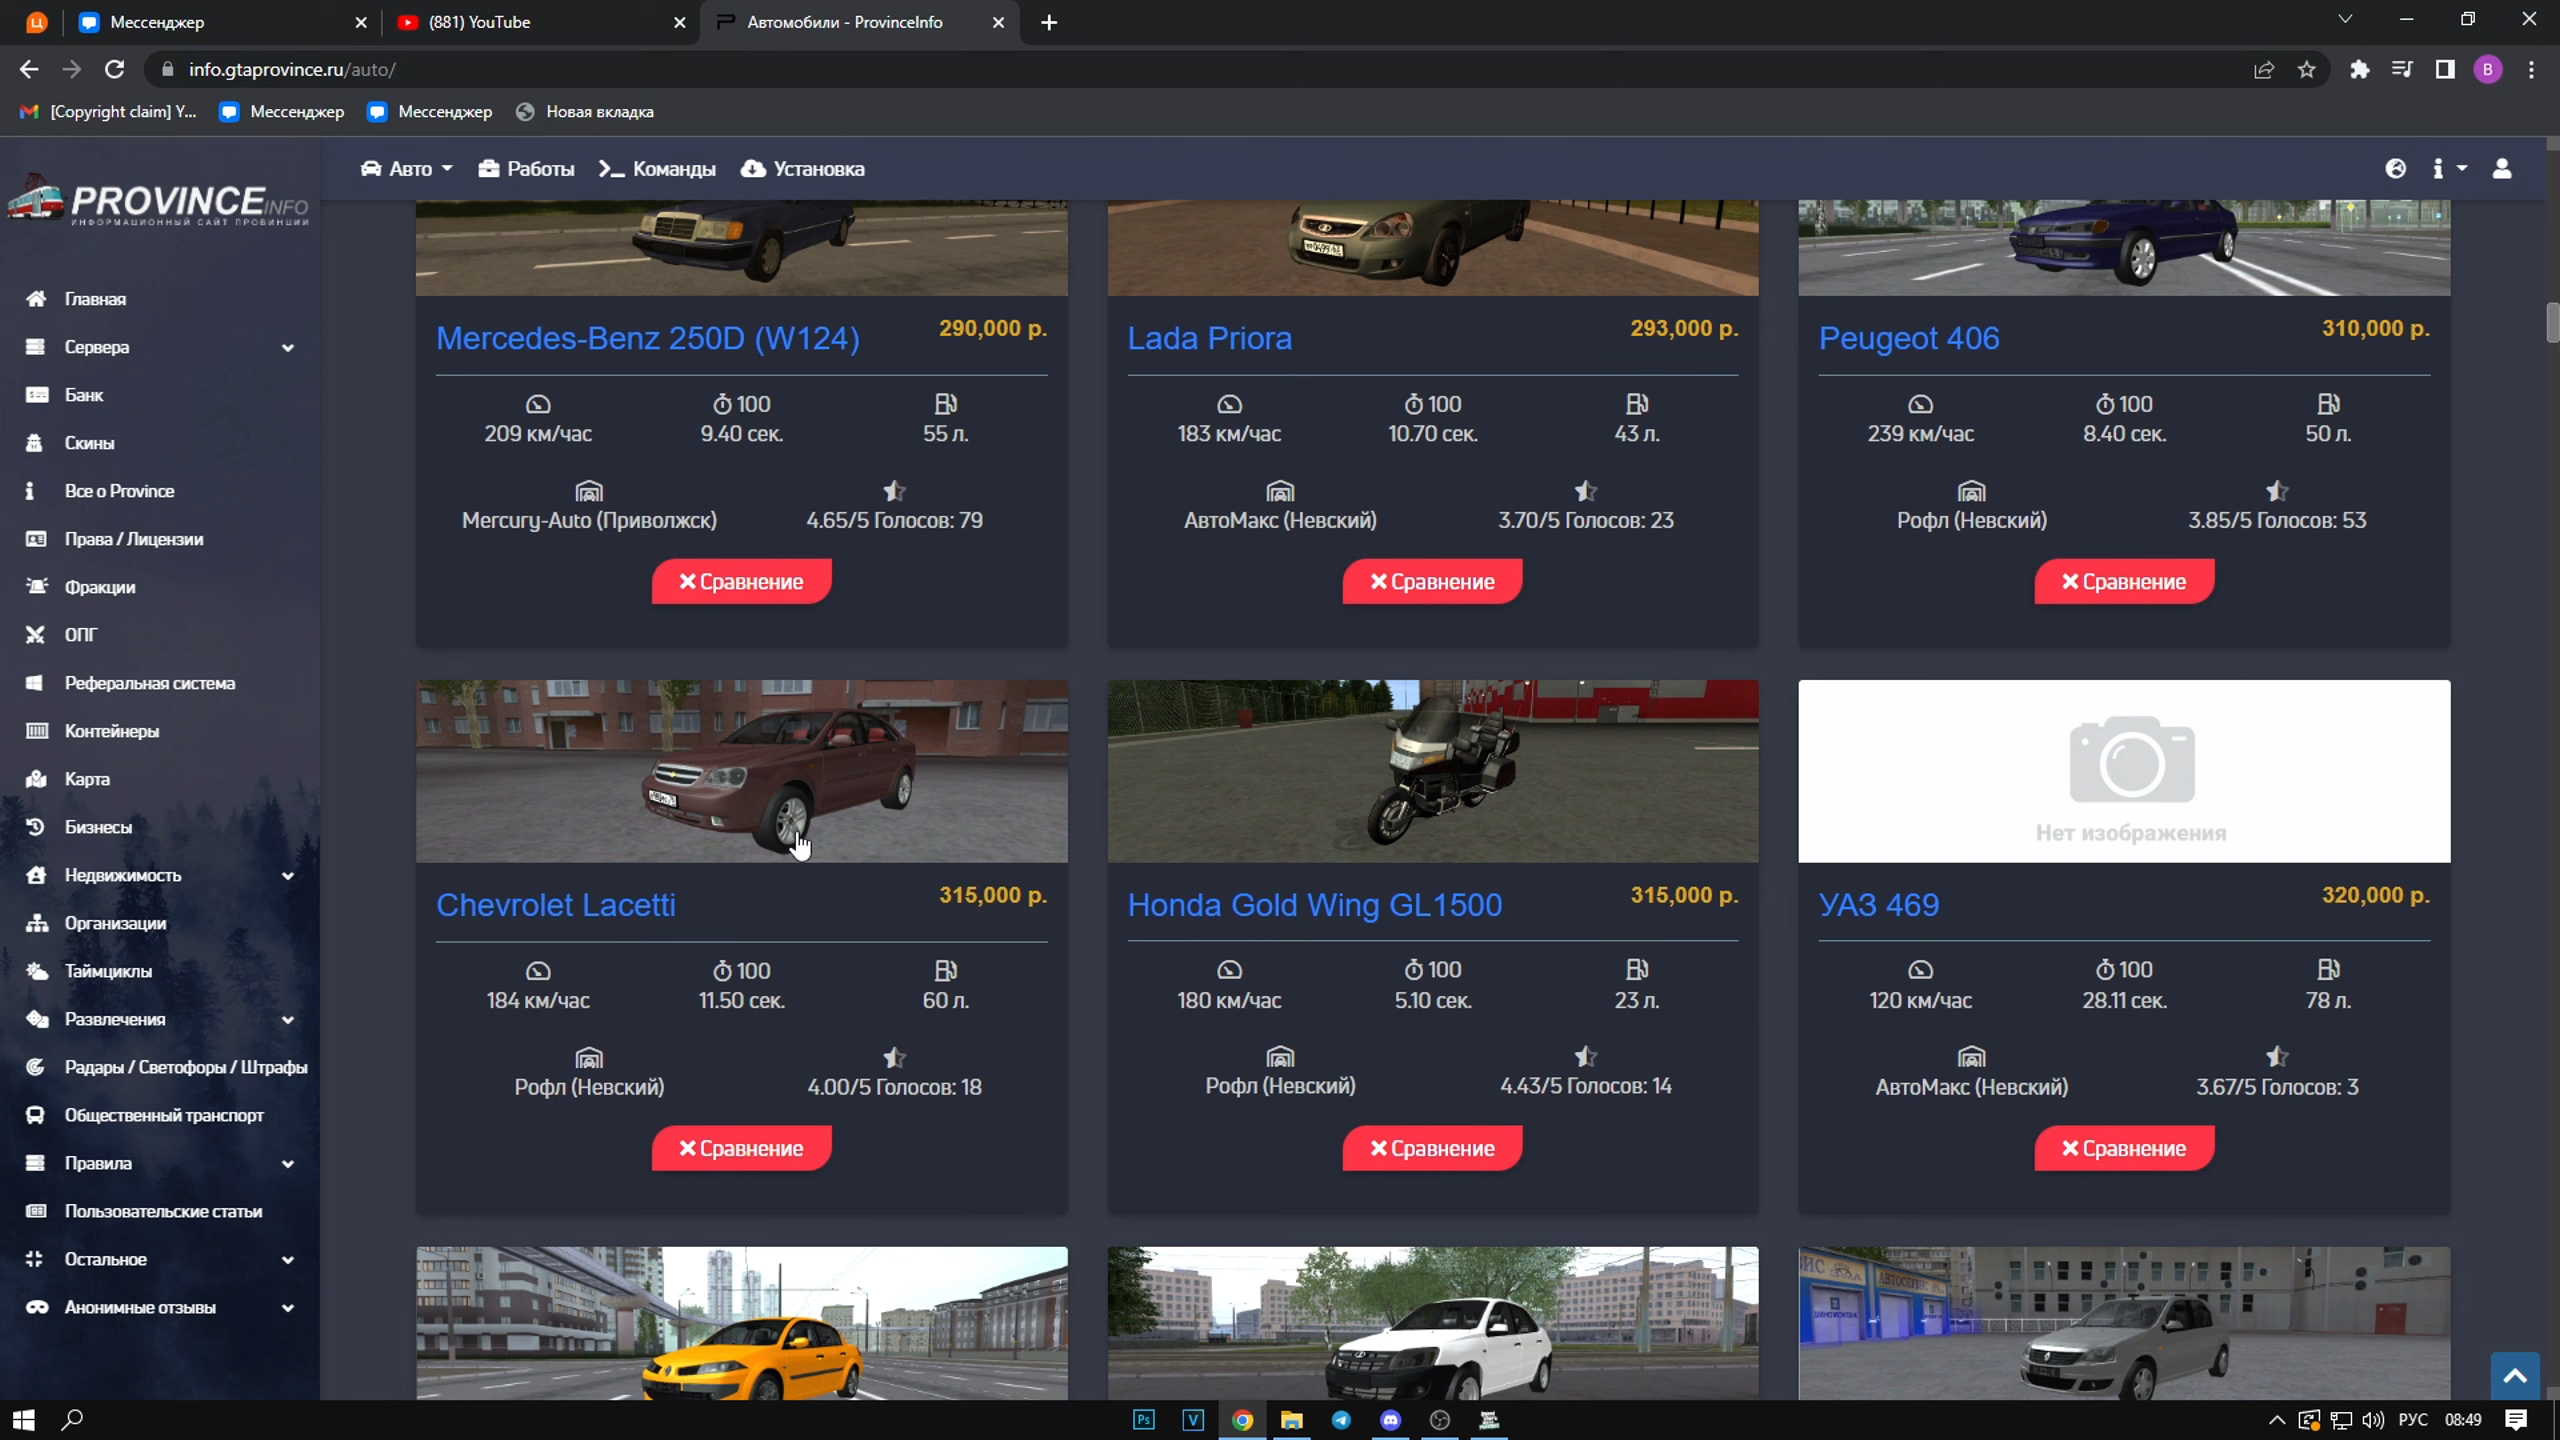 Мессенджер
(881) YouTube
Автомобили - ProvinceInfo
info.gtaprovince.ru/auto/
B
[Copyright claim] Y...
Мессенджер
Мессенджер
Новая вкладка
PROVINCE INFO
ИНФОРМАЦИОННЫЙ САЙТ ПРОВИНЦИИ
Авто
Работы
Команды
Установка
Главная
Сервера
Банк
Скины
Все о Province
Права / Лицензии
Фракции
ОПГ
Реферальная система
Контейнеры
Карта
Бизнесы
Недвижимость
Организации
Таймциклы
Развлечения
Радары / Светофоры / Штрафы
Общественный транспорт
Правила
Пользовательские статьи
Остальное
Анонимные отзывы
Mercedes-Benz 250D (W124)
290,000 р.
100
209 км/час
9.40 сек.
55 л.
Mercury-Auto (Приволжск)
4.65/5 Голосов: 79
Сравнение
Lada Priora
293,000 р.
100
183 км/час
10.70 сек.
43 л.
АвтоМакс (Невский)
3.70/5 Голосов: 23
Сравнение
Peugeot 406
310,000 р.
100
239 км/час
8.40 сек.
50 л.
Рофл (Невский)
3.85/5 Голосов: 53
Сравнение
Chevrolet Lacetti
315,000 р.
100
184 км/час
11.50 сек.
60 л.
Рофл (Невский)
4.00/5 Голосов: 18
Сравнение
Honda Gold Wing GL1500
315,000 р.
100
180 км/час
5.10 сек.
23 л.
Рофл (Невский)
4.43/5 Голосов: 14
Сравнение
Нет изображения
УАЗ 469
320,000 р.
100
120 км/час
28.11 сек.
78 л.
АвтоМакс (Невский)
3.67/5 Голосов: 3
Сравнение
АВТОСЕРВИС
ШИНОМОНТАЖ
Ps
V
РУС
08:49